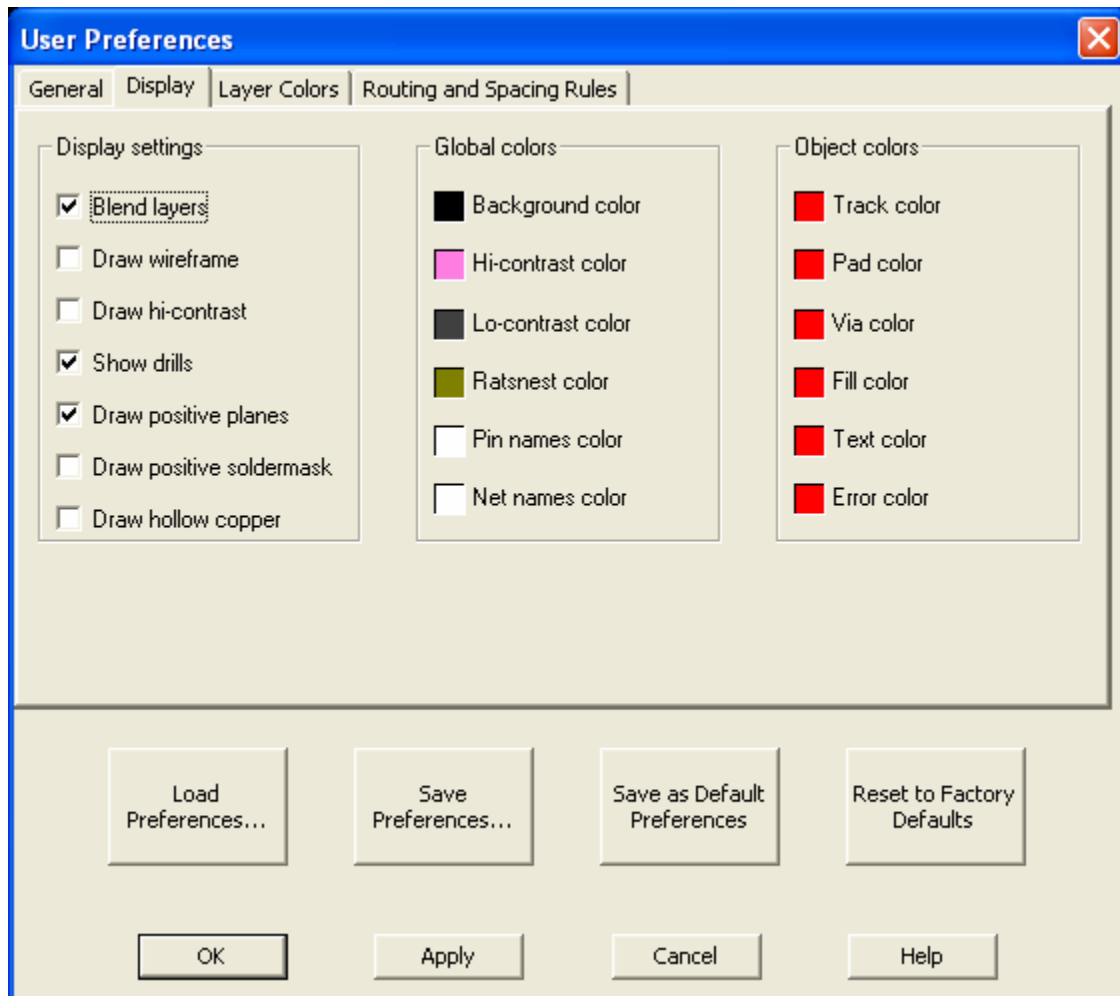 User Preferences
General
Display
Layer Colors
Routing and Spacing Rules
Display settings
Blend layers
Draw wireframe
Draw hi-contrast
Show drills
Draw positive planes
Draw positive soldermask
Draw hollow copper
Global colors
Background color
Hi-contrast color
Lo-contrast color
Ratsnest color
Pin names color
Net names color
Object colors
Track color
Pad color
Via color
Fill color
Text color
Error color
Load
Preferences...
Save
Preferences...
Save as Default
Preferences
Reset to Factory
Defaults
OK
Apply
Cancel
Help